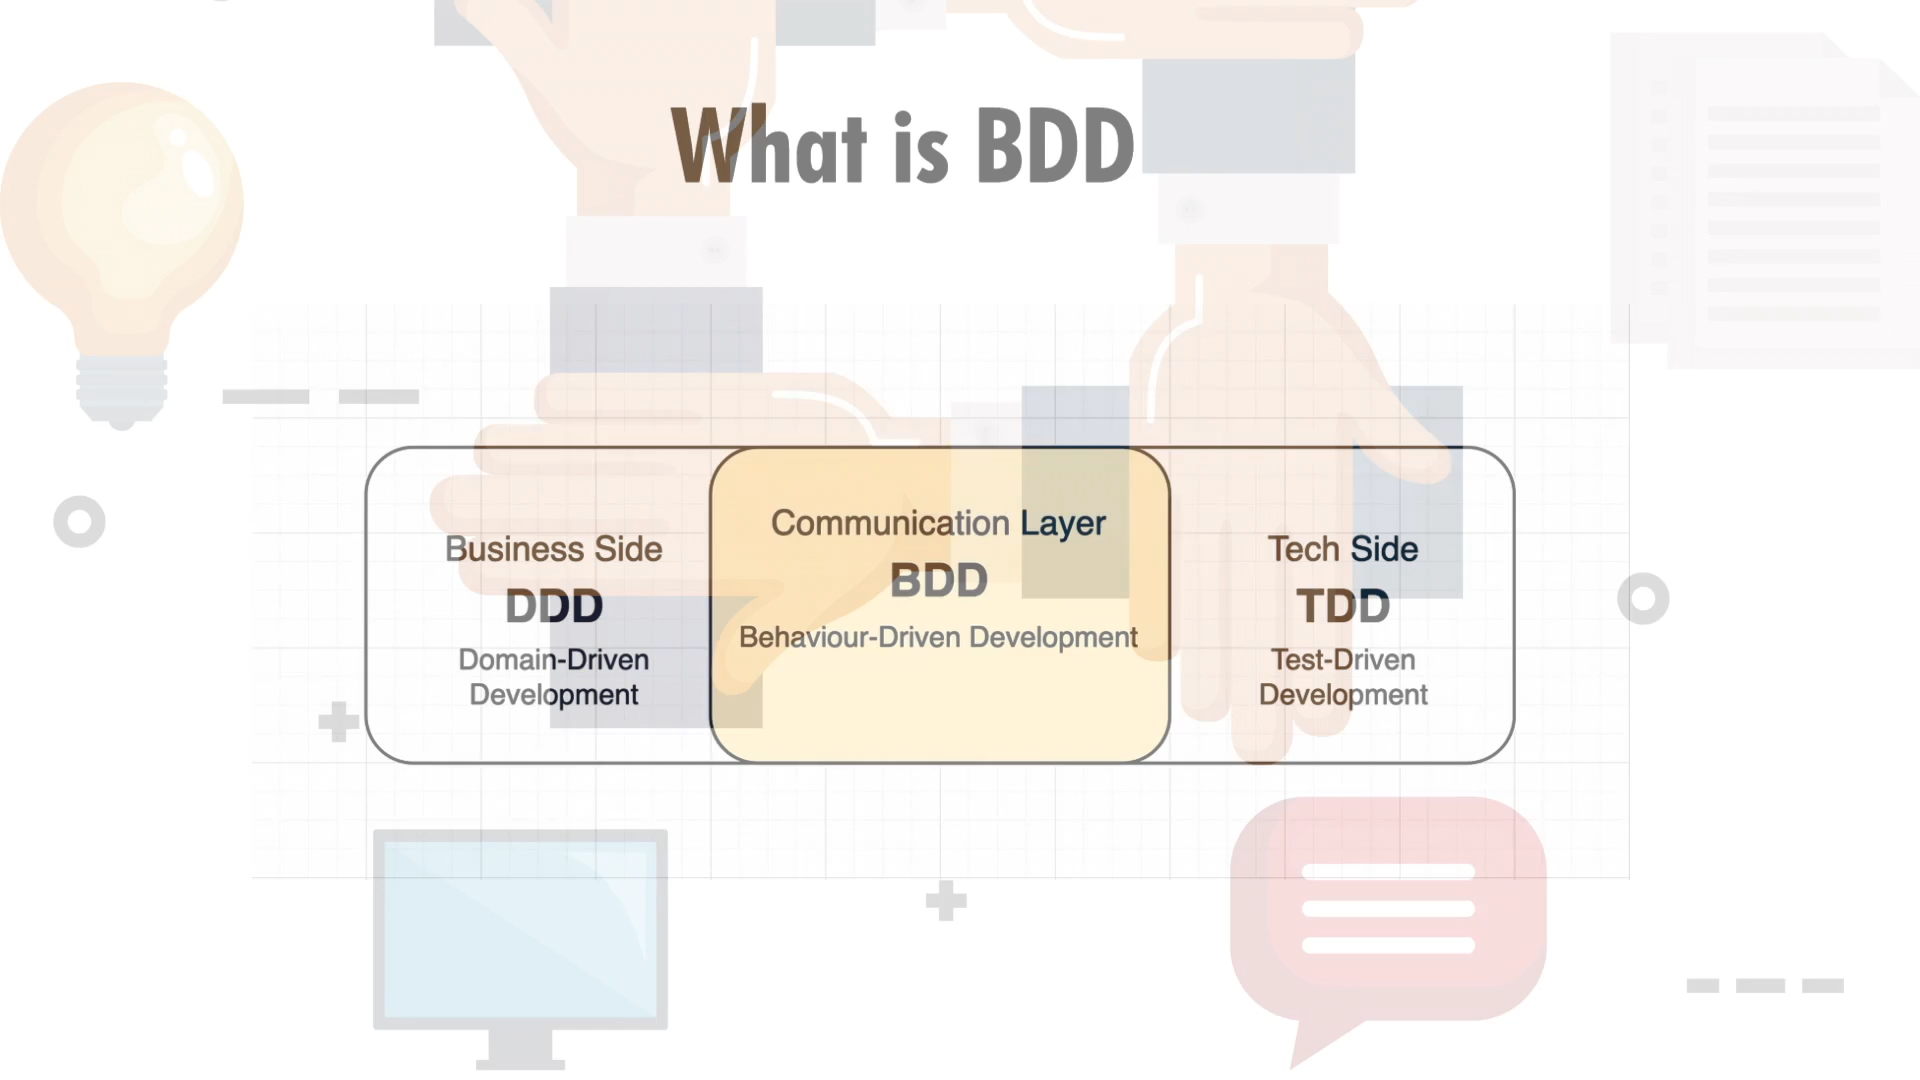 What is BDD
Business Side
DDD
Domain-Driven
Development
Communication Layer
BDD
Behaviour-Driven Development
Tech Side
TDD
Test-Driven
Development